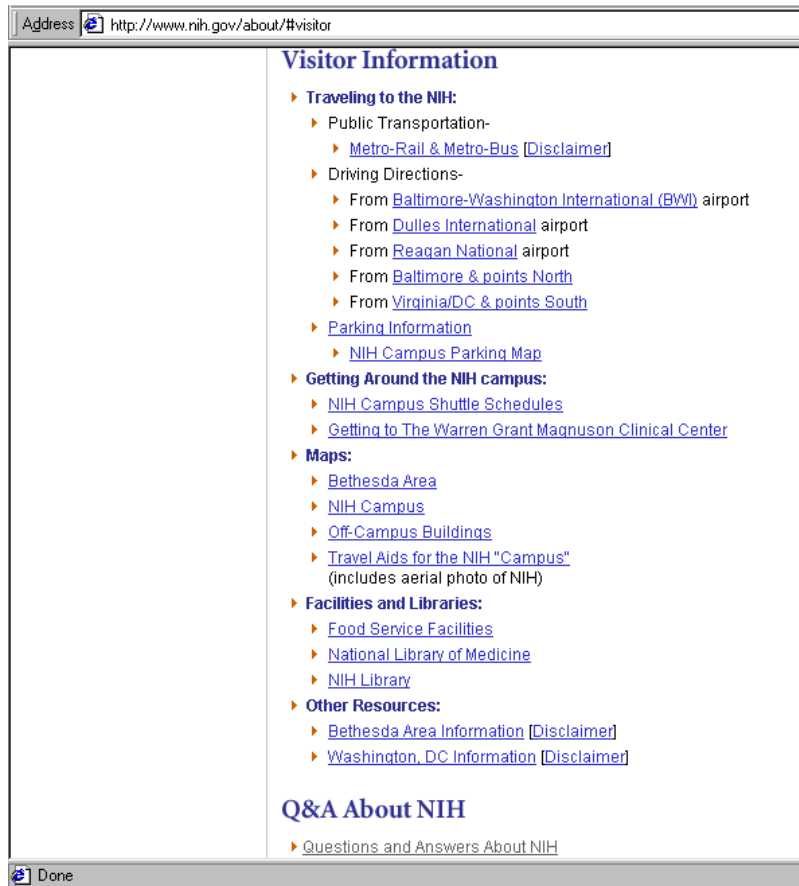 Address http://www.nih.gov/about/#visitor
Visitor Information
Traveling to the NIH:
Public Transportation-
Metro-Rail & Metro-Bus [Disclaimer]
Driving Directions-
From Baltimore-Washington International (BWI) airport
From Dulles International airport
From Reagan National airport
From Baltimore & points North
From Virginia/DC & points South
Parking Information
NIH Campus Parking Map
Getting Around the NIH campus:
NIH Campus Shuttle Schedules
Getting to The Warren Grant Magnuson Clinical Center
Maps:
Bethesda Area
NIH Campus
Off-Campus Buildings
Travel Aids for the NIH "Campus"
(includes aerial photo of NIH)
Facilities and Libraries:
Food Service Facilities
National Library of Medicine
NIH Library
Other Resources:
Bethesda Area Information [Disclaimer]
Washington, DC Information [Disclaimer]
Q&A About NIH
Questions and Answers About NIH
Done